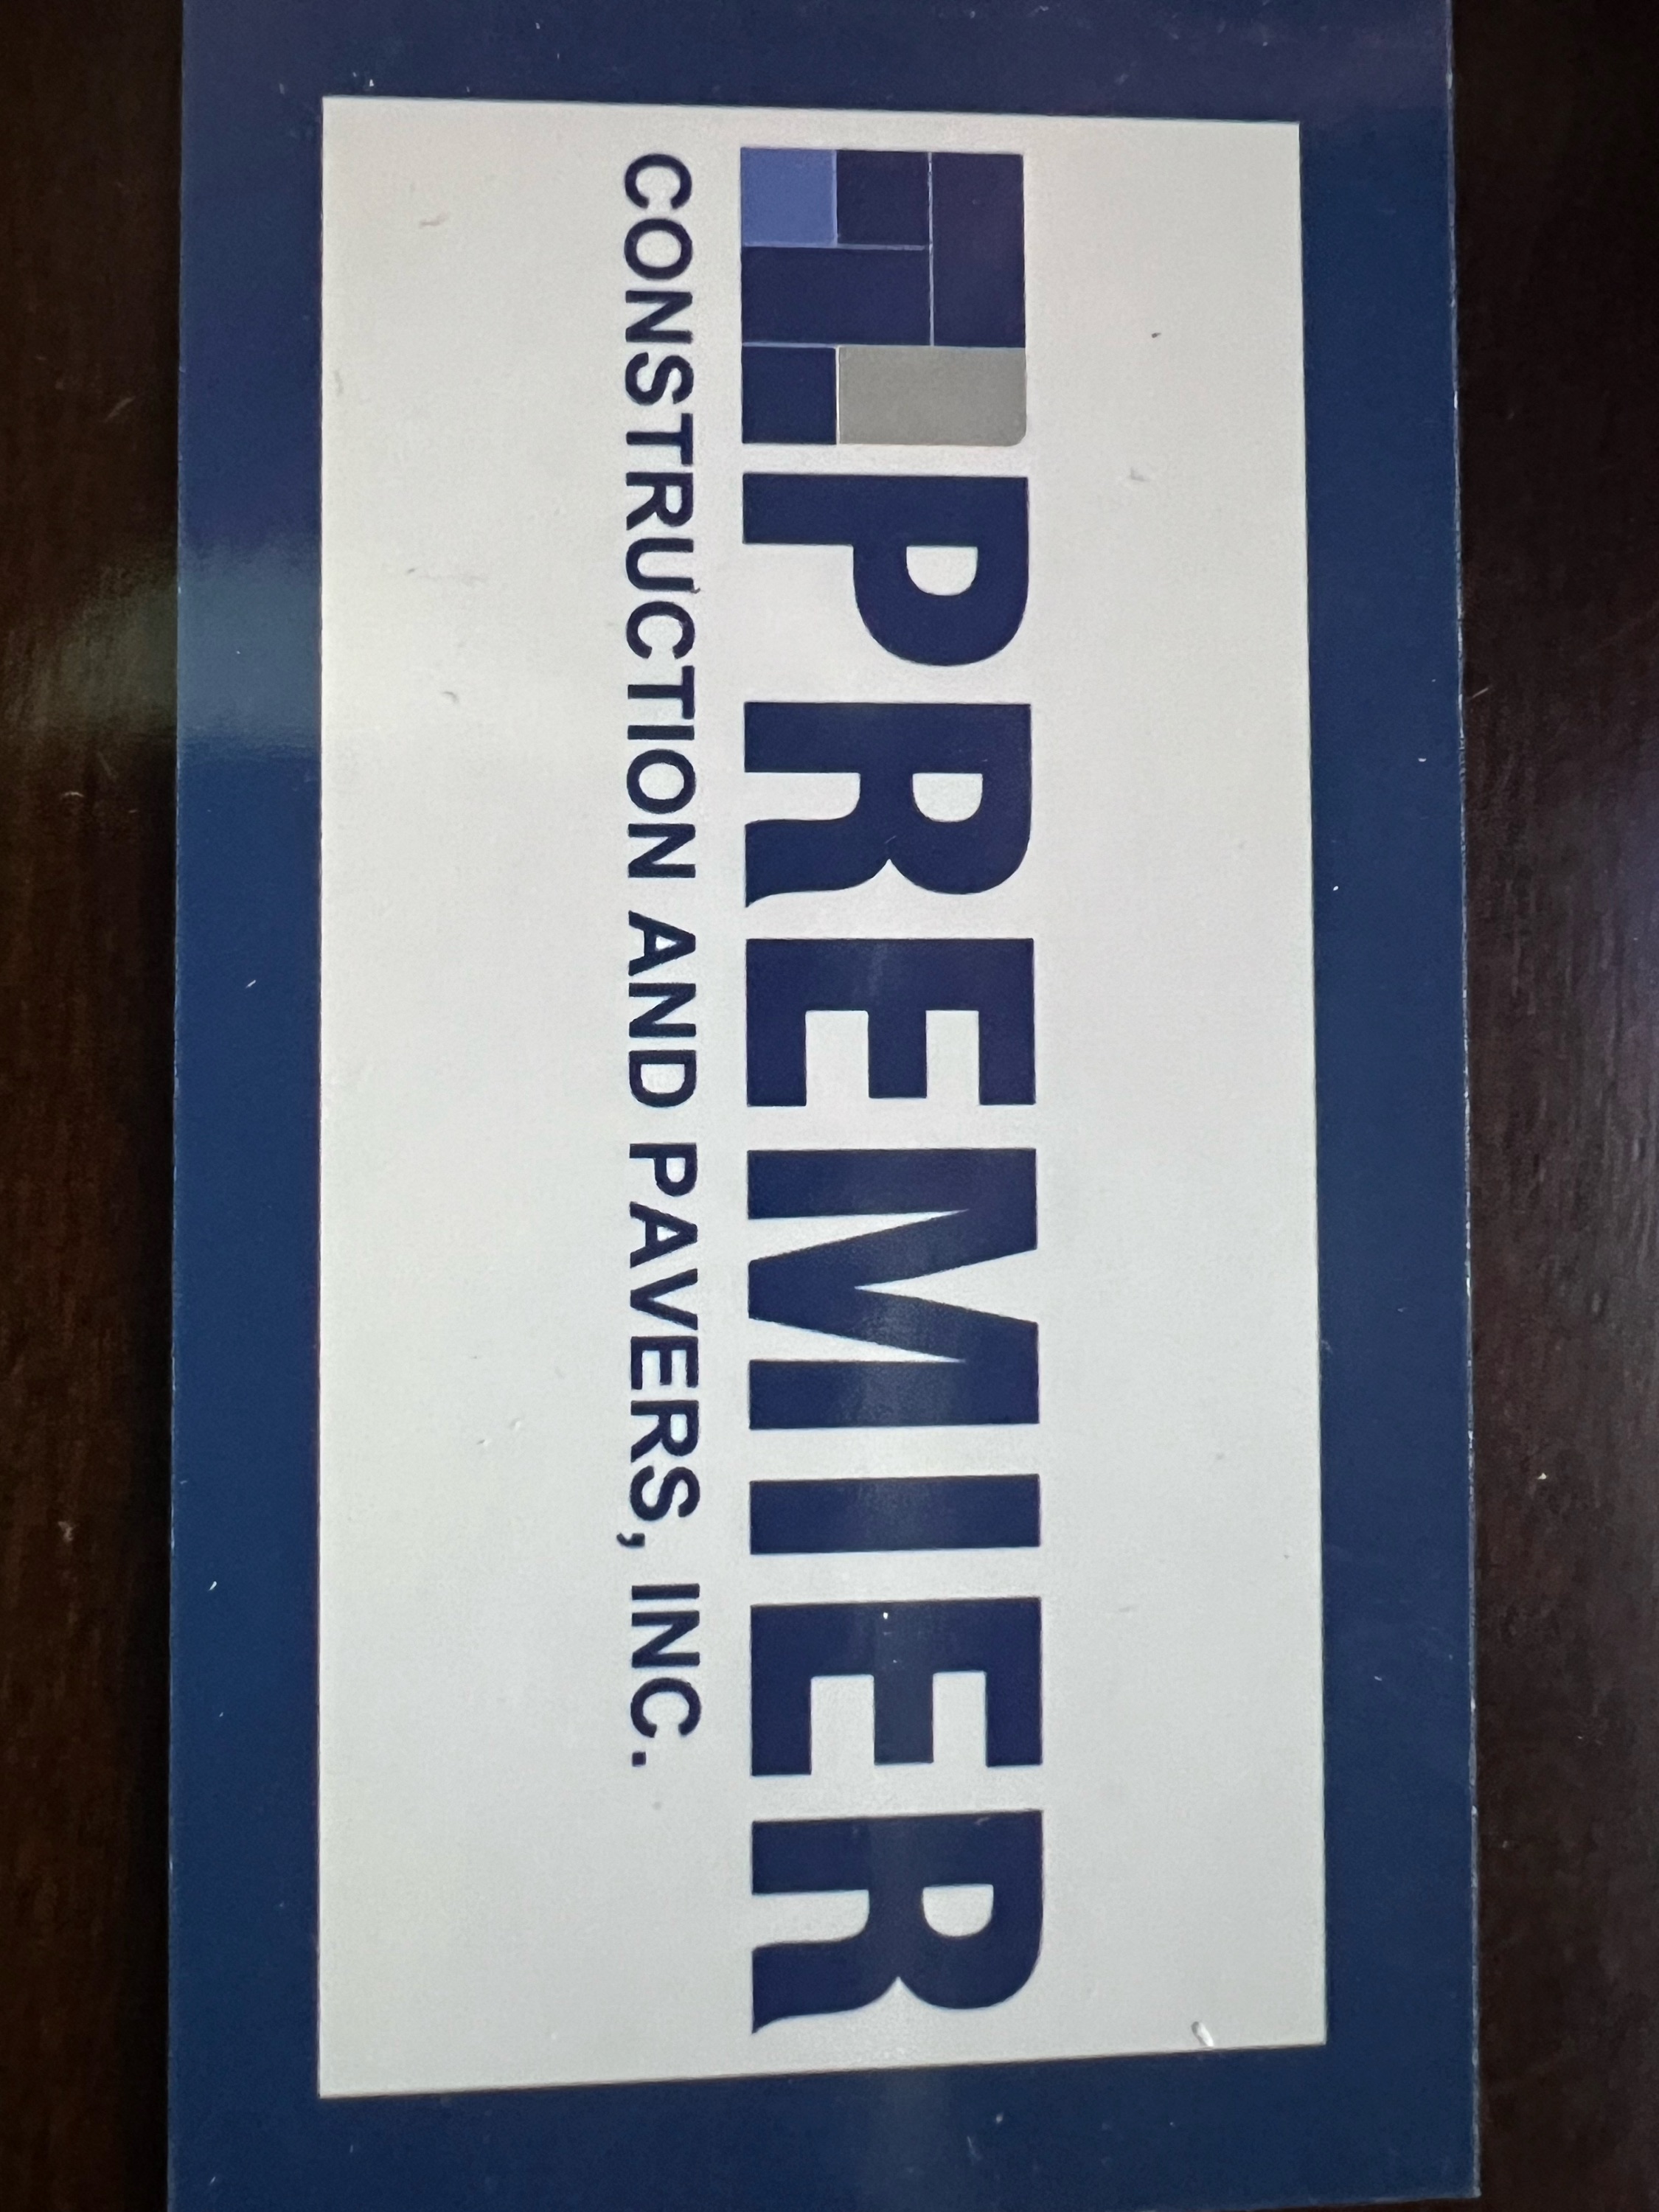 PREMIER
CONSTRUCTION AND PAVERS, INC.